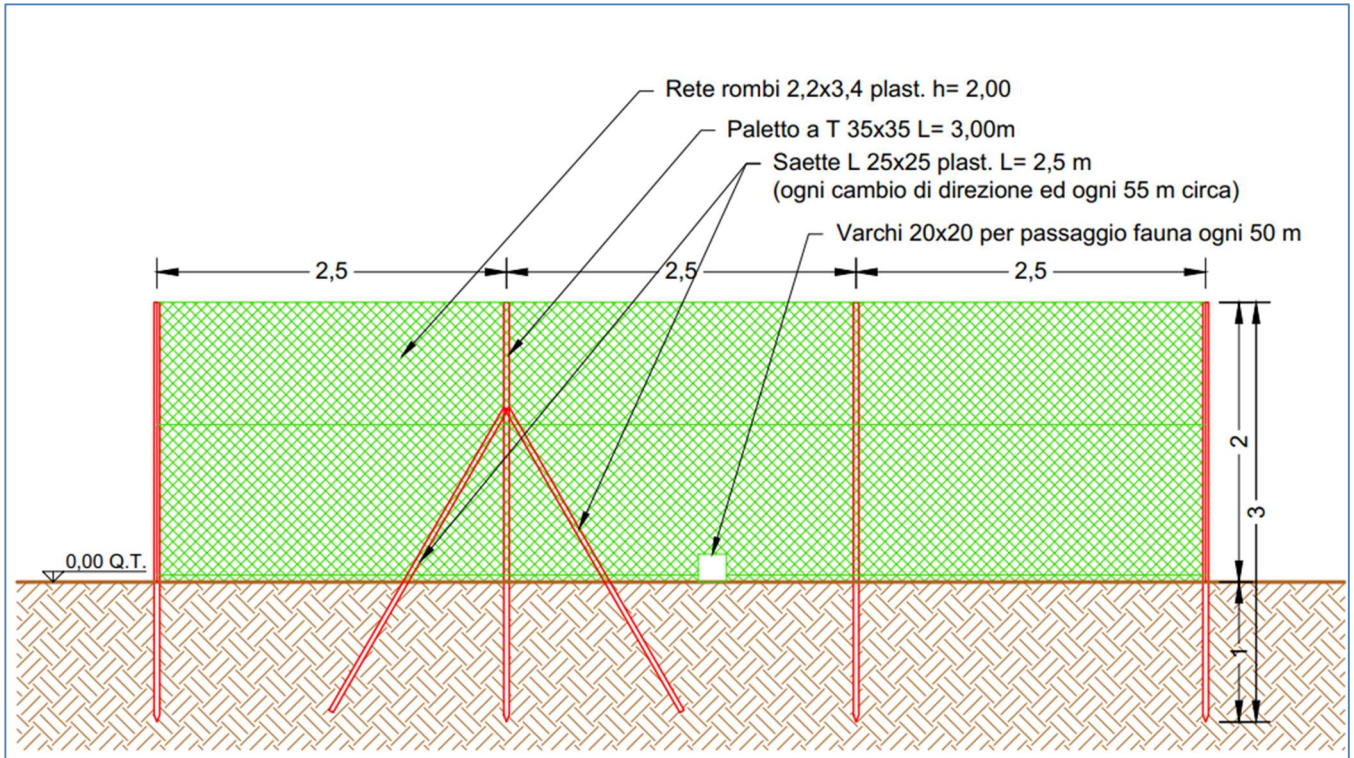 Rete rombi 2,2x3,4 plast. h= 2,00
Paletto a T 35x35 L= 3,00m
Saette L 25x25 plast. L= 2,5 m
(ogni cambio di direzione ed ogni 55 m circa)
Varchi 20x20 per passaggio fauna ogni 50 m
2,5
2,5
2,5
2
3
0,00 Q.T.
1